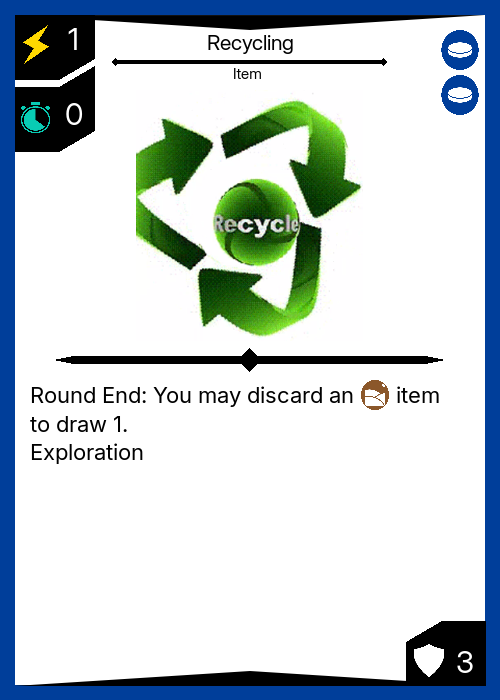 1
Recycling
Item
0
Recycle
Round End: You may discard an item
to draw 1.
Exploration
3